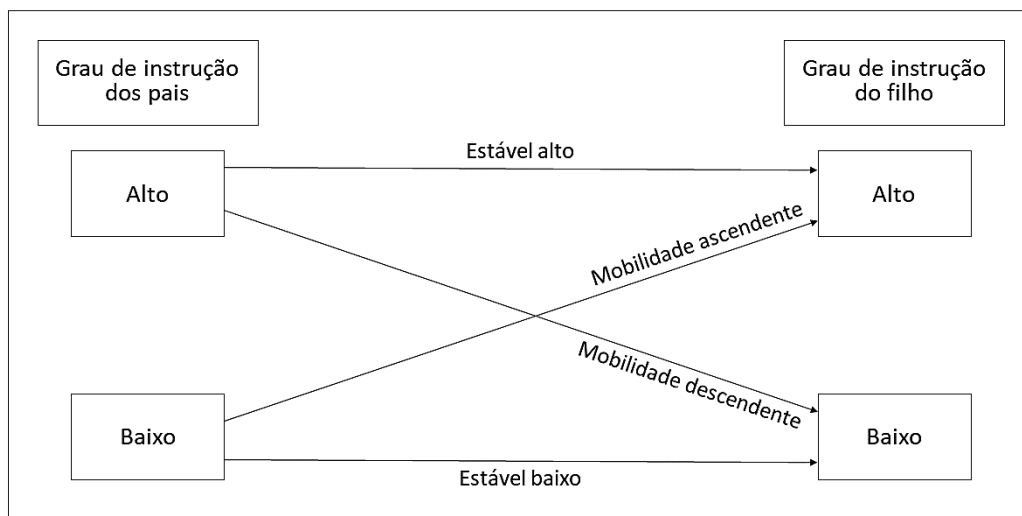 Grau de instrução
dos pais
Grau de instrução
do filho
Estável alto
Alto
Alto
Mobilidade ascendente
Mobilidade descendente
Baixo
Baixo
Estável baixo